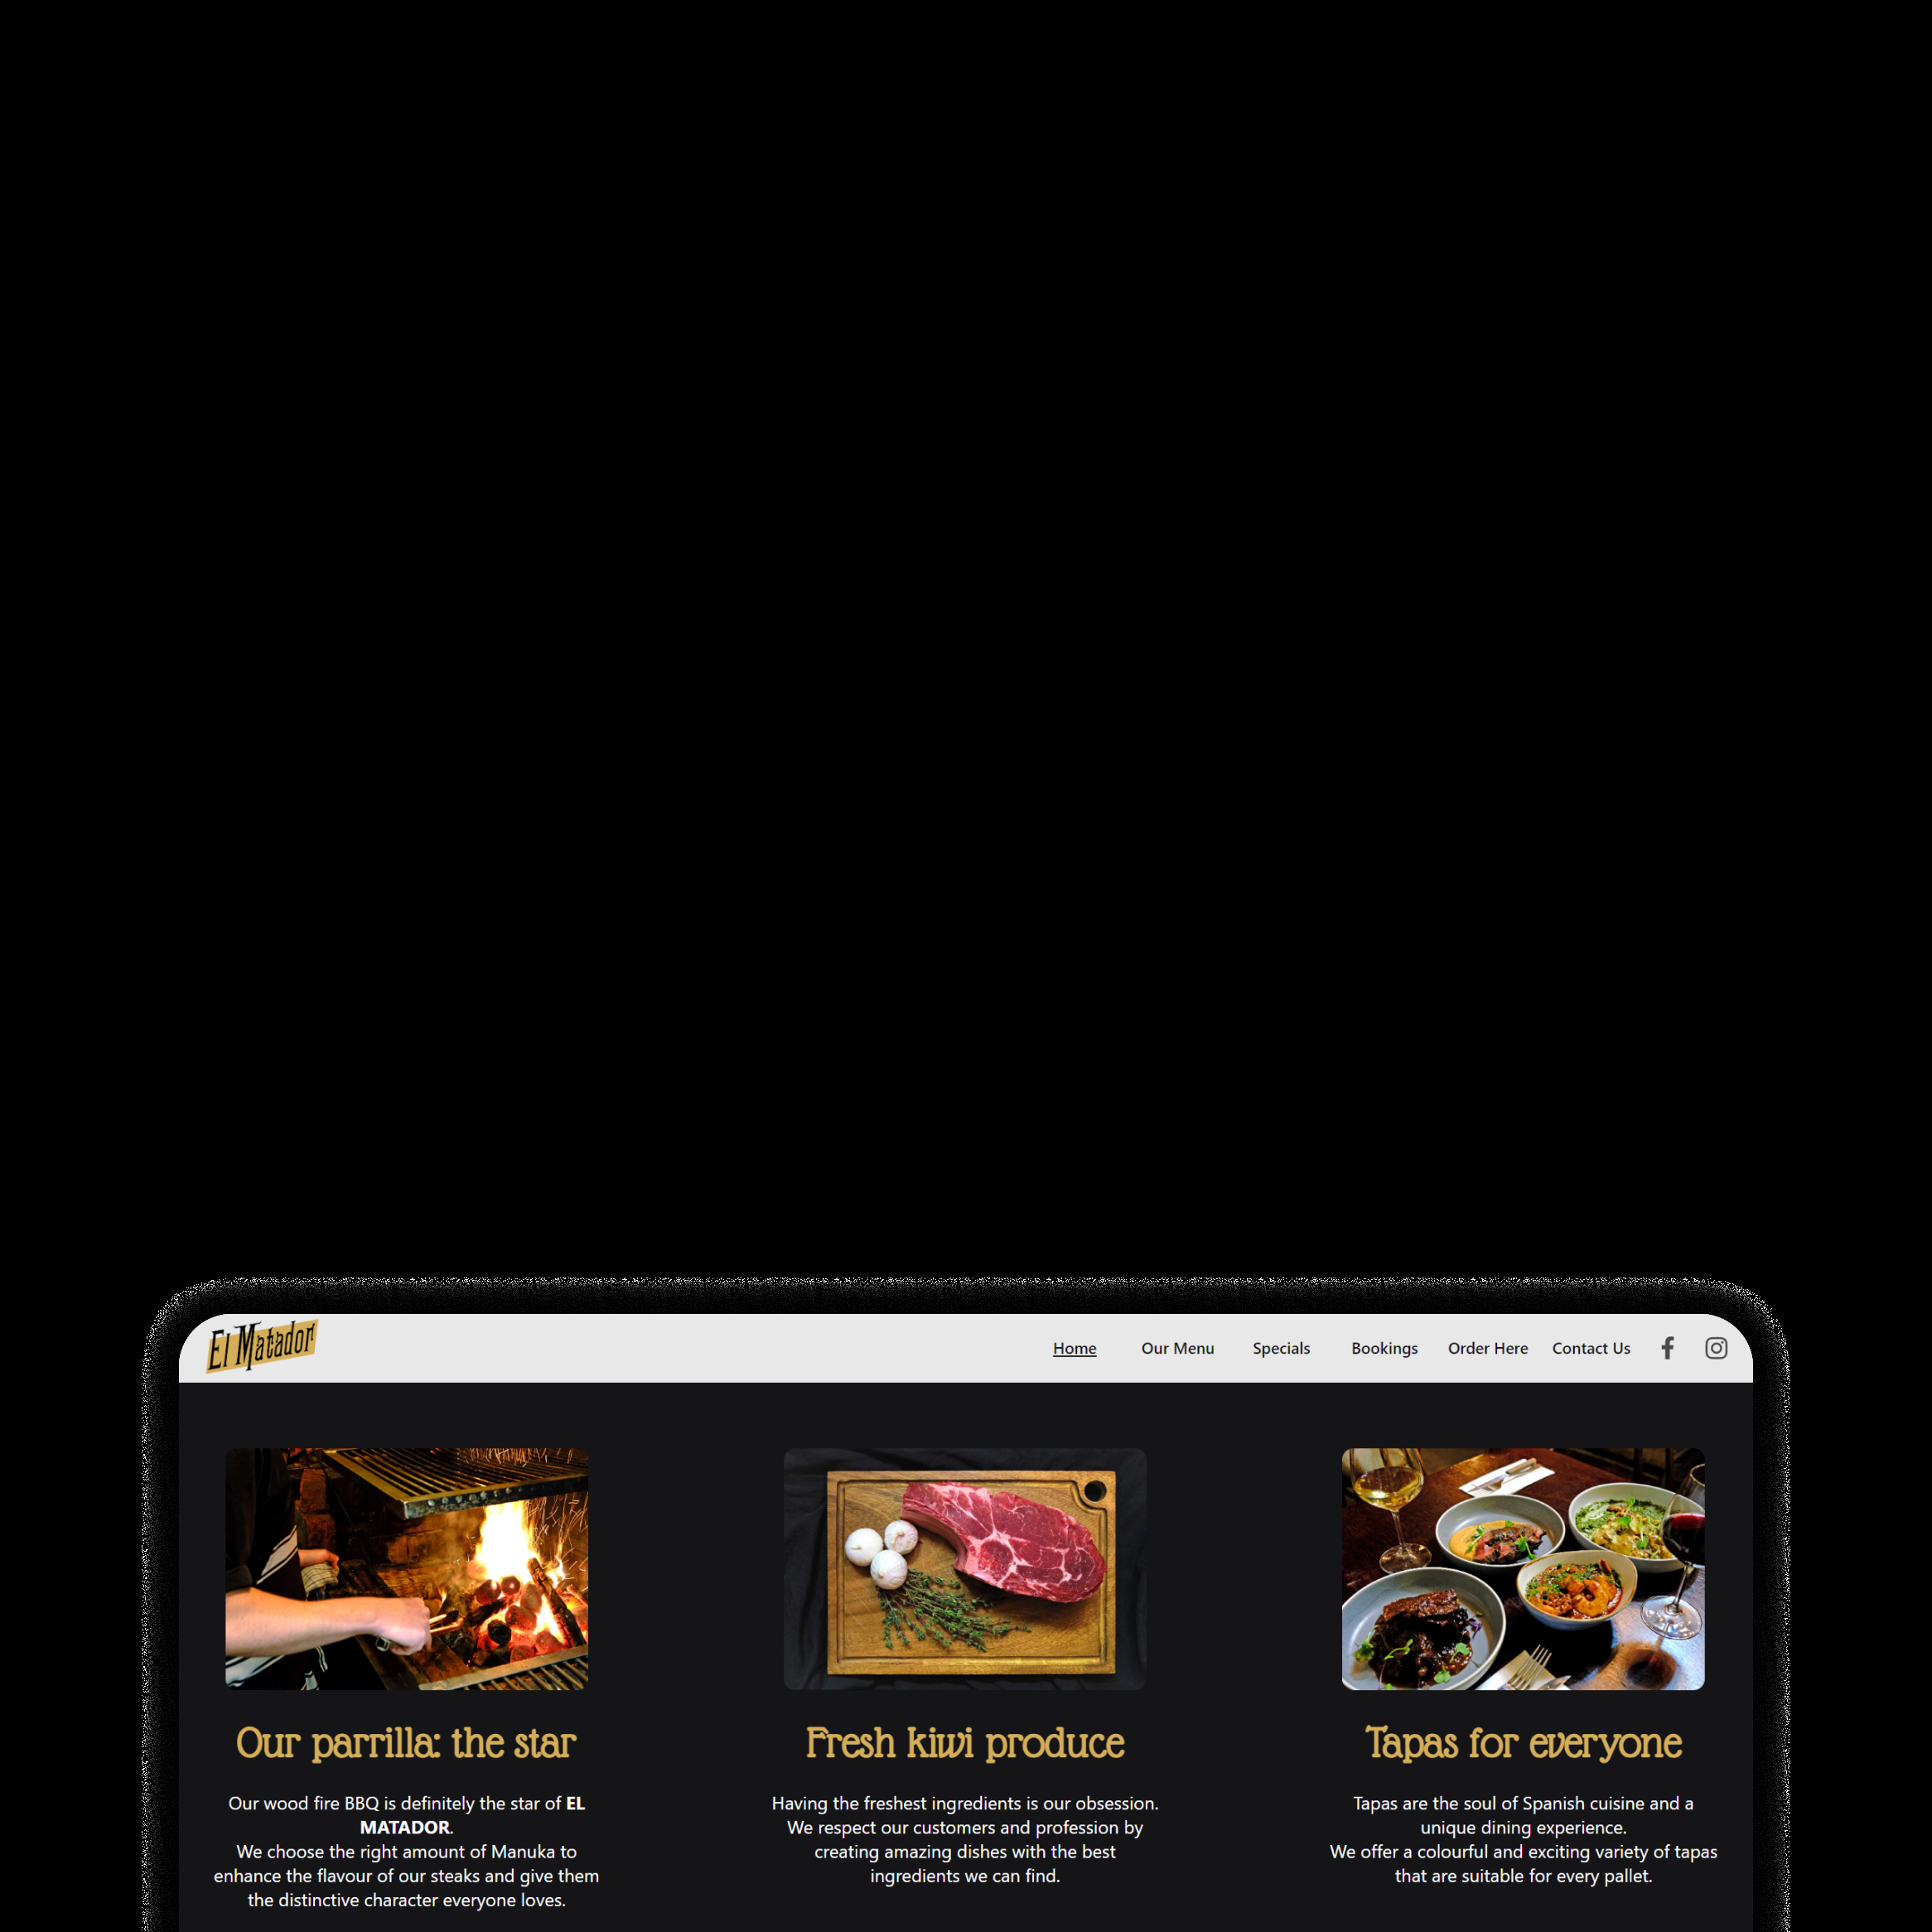 El Matador
Home Our Menu Specials Bookings Order Here Contact Us
Our parrilla: the star
Our wood fire BBQ is definitely the star of EL
MATADOR.
We choose the right amount of Manuka to
enhance the flavour of our steaks and give them
the distinctive character everyone loves.
Fresh kiwi produce
Having the freshest ingredients is our obsession.
We respect our customers and profession by
creating amazing dishes with the best
ingredients we can find.
Tapas for everyone
Tapas are the soul of Spanish cuisine and a
unique dining experience.
We offer a colourful and exciting variety of tapas
that are suitable for every pallet.